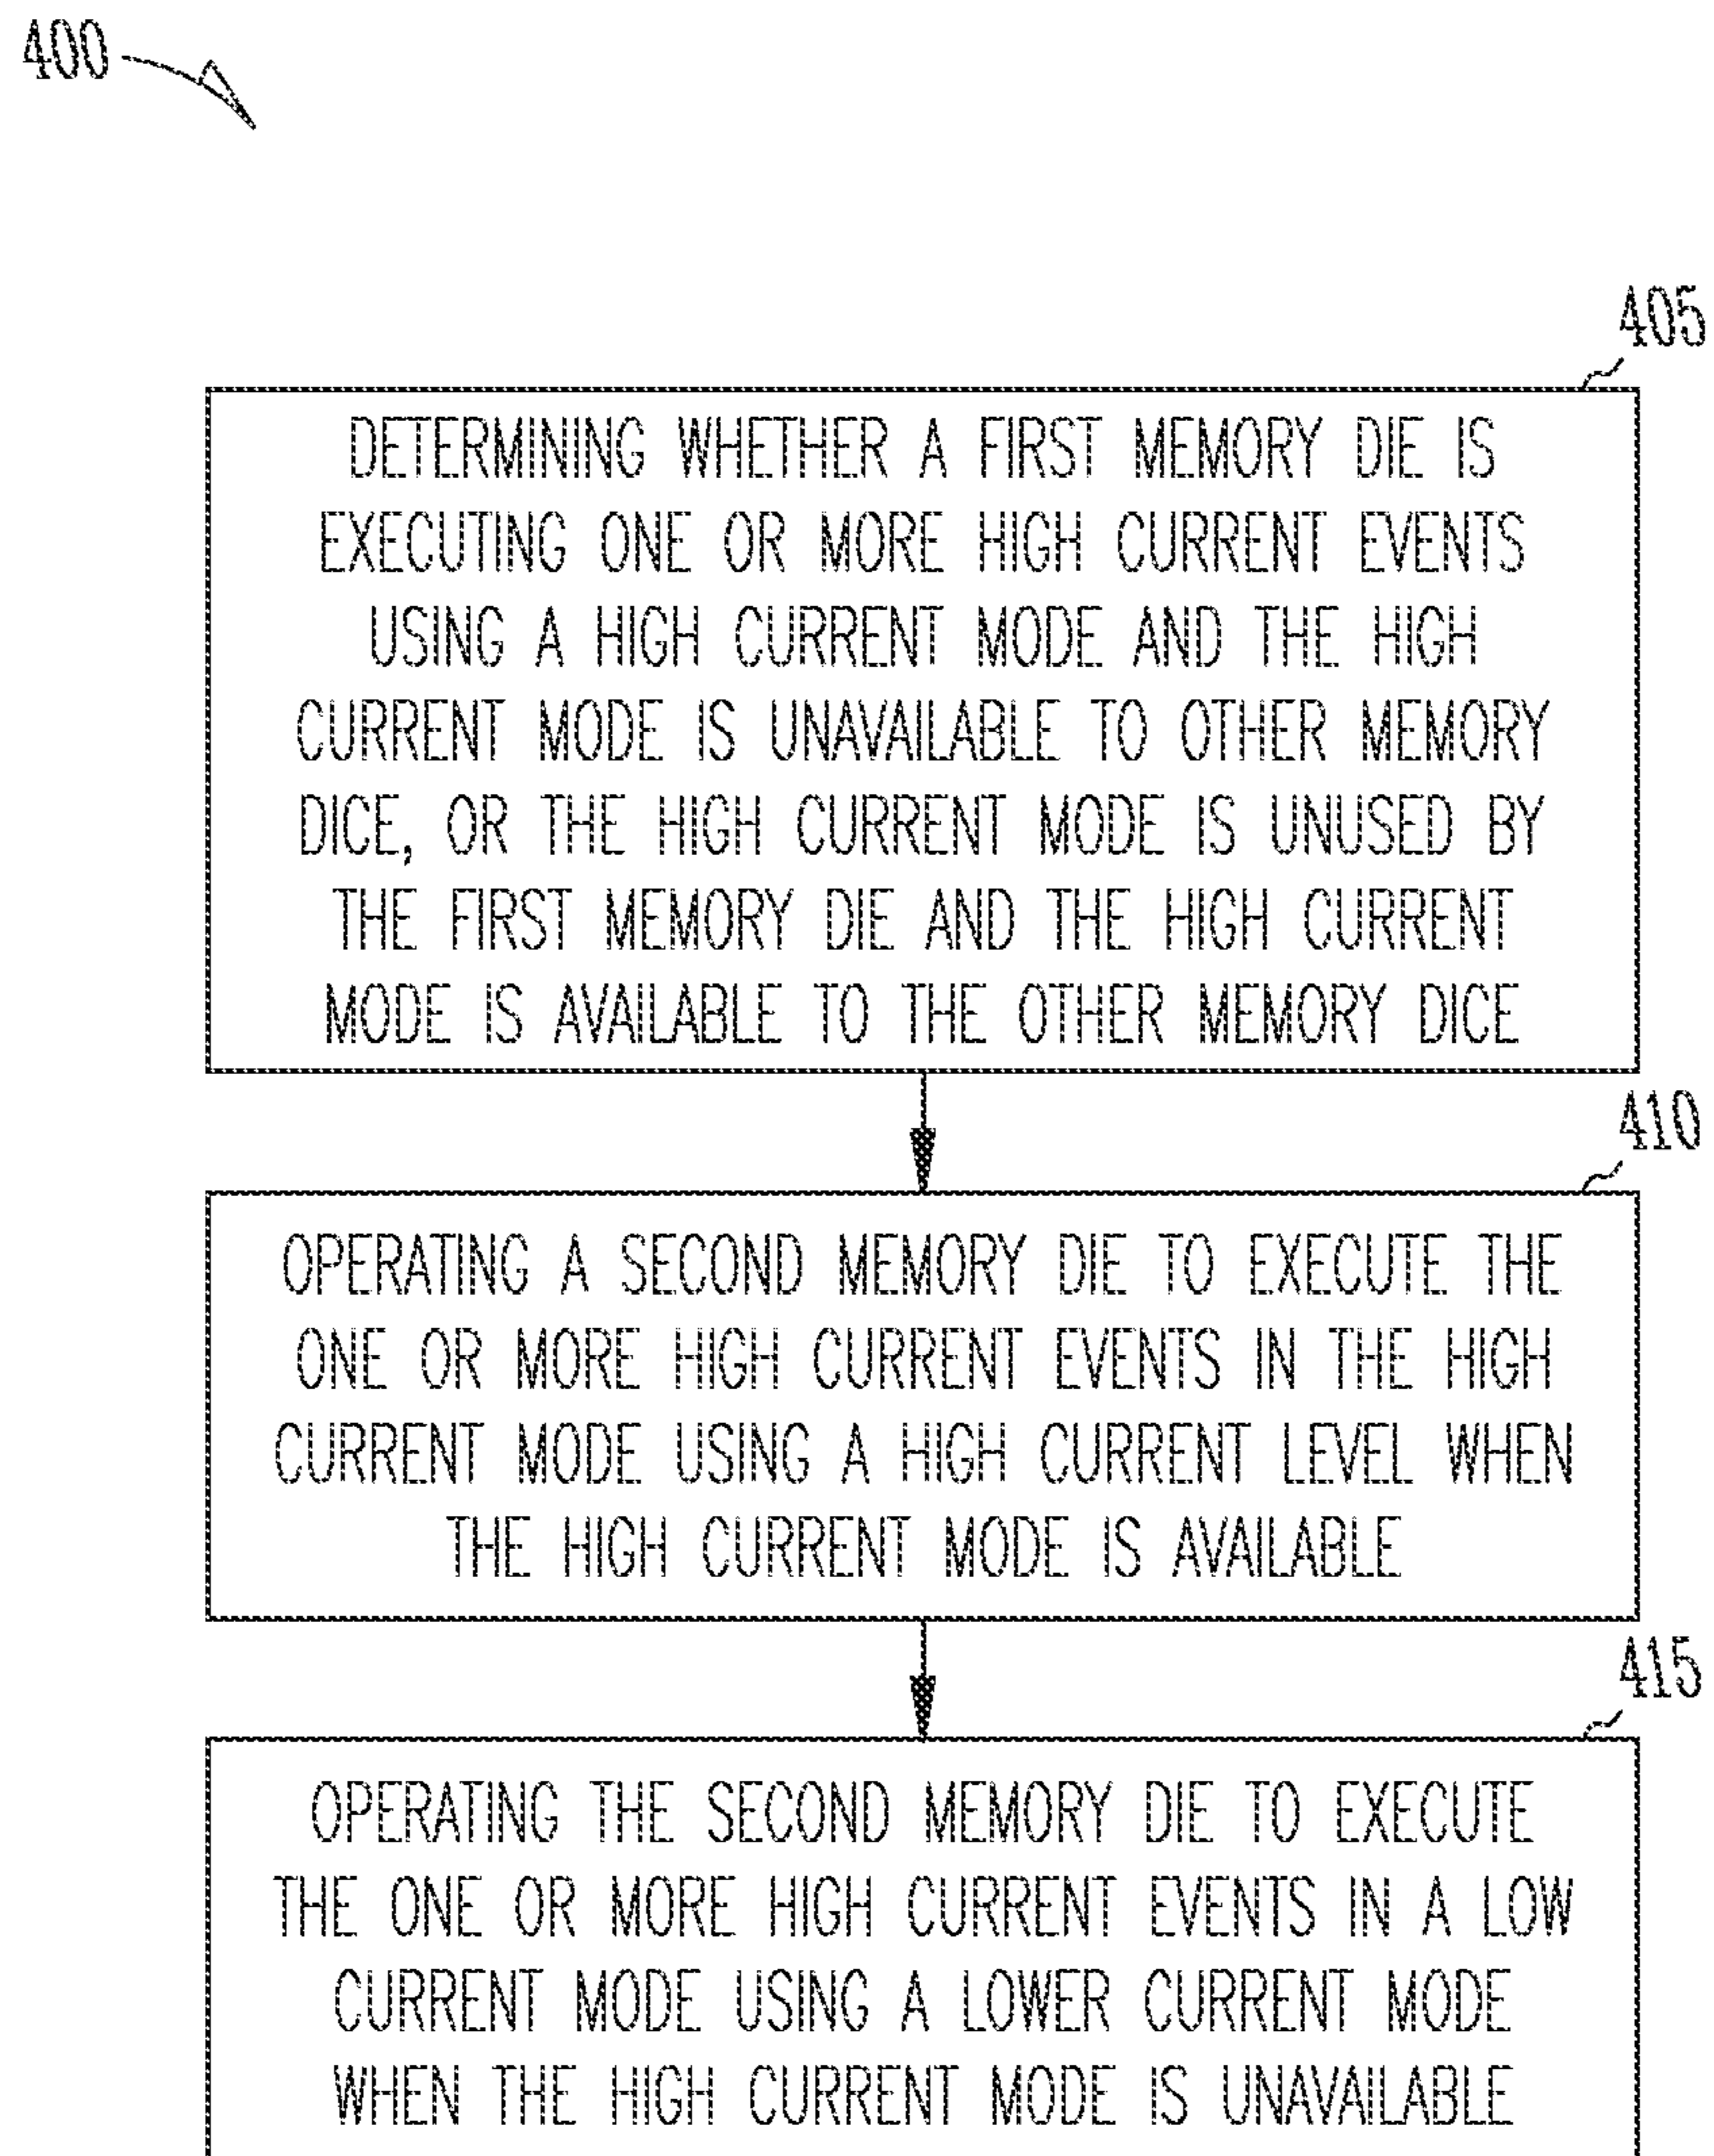 400
405
DETERMINING WHETHER A FIRST MEMORY DIE IS
EXECUTING ONE OR MORE HIGH CURRENT EVENTS
USING A HIGH CURRENT MODE AND THE HIGH
CURRENT MODE IS UNAVAILABLE TO OTHER MEMORY
DICE, OR THE HIGH CURRENT MODE IS UNUSED BY
THE FIRST MEMORY DIE AND THE HIGH CURRENT
MODE IS AVAILABLE TO THE OTHER MEMORY DICE
410
OPERATING A SECOND MEMORY DIE TO EXECUTE THE
ONE OR MORE HIGH CURRENT EVENTS IN THE HIGH
CURRENT MODE USING A HIGH CURRENT LEVEL WHEN
THE HIGH CURRENT MODE IS AVAILABLE
415
OPERATING THE SECOND MEMORY DIE TO EXECUTE
THE ONE OR MORE HIGH CURRENT EVENTS IN A LOW
CURRENT MODE USING A LOWER CURRENT MODE
WHEN THE HIGH CURRENT MODE IS UNAVAILABLE